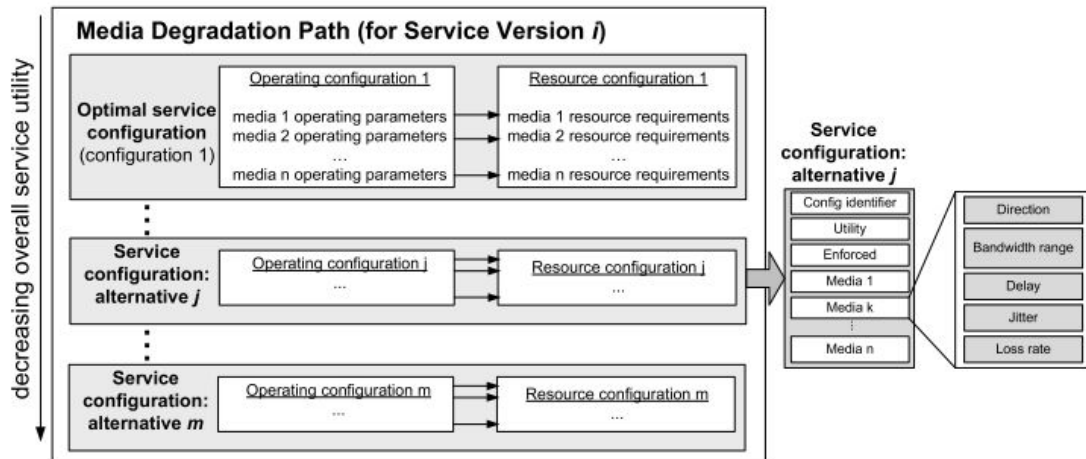 decreasing overall service utility
Media Degradation Path (for Service Version i)
Optimal service
configuration
(configuration 1)
Operating configuration 1
media 1 operating parameters
media 2 operating parameters
...
media n operating parameters
Resource configuration 1
media 1 resource requirements
media 2 resource requirements
...
media n resource requirements
Service
configuration:
alternative j
Operating configuration j
...
Resource configuration j
...
Service
configuration:
alternative m
Operating configuration m
...
Resource configuration m
...
Service
configuration:
alternative j
Config identifier
Utility
Enforced
Media 1
Media k
Media n
Direction
Bandwidth range
Delay
Jitter
Loss rate